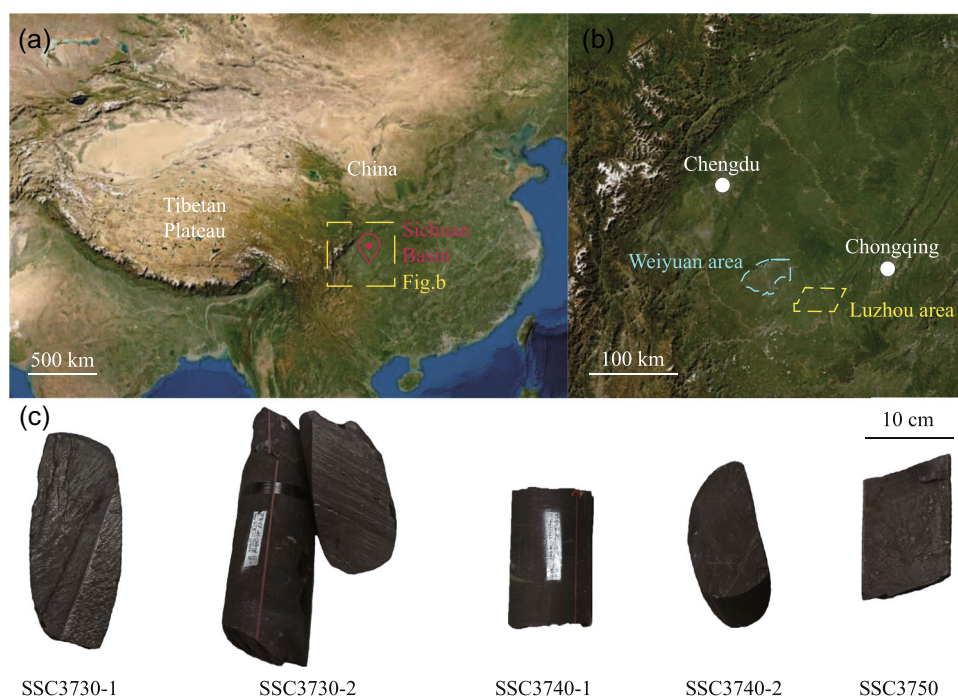 (a)
China
Tibetan
Plateau
Sichuan
Basin
Fig.b
500 km
(b)
Chengdu
Chongqing
Weiyuan area
Luzhou area
100 km
(c)
10 cm
SSC3730-1
SSC3730-2
SSC3740-1
SSC3740-2
SSC3750